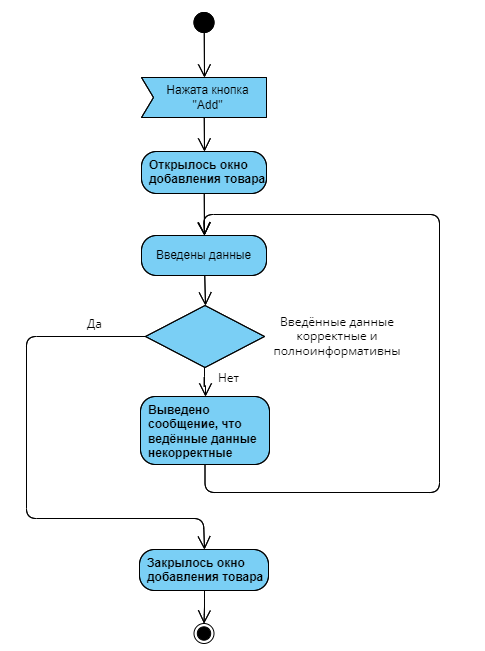 Нажата кнопка
"Add"
Открылось окно
добавления товара
Введены данные
Введённые данные
корректные и
полноинформативны
Да
Нет
Выведено
сообщение, что
ведённые данные
некорректные
Закрылось окно
добавления товара